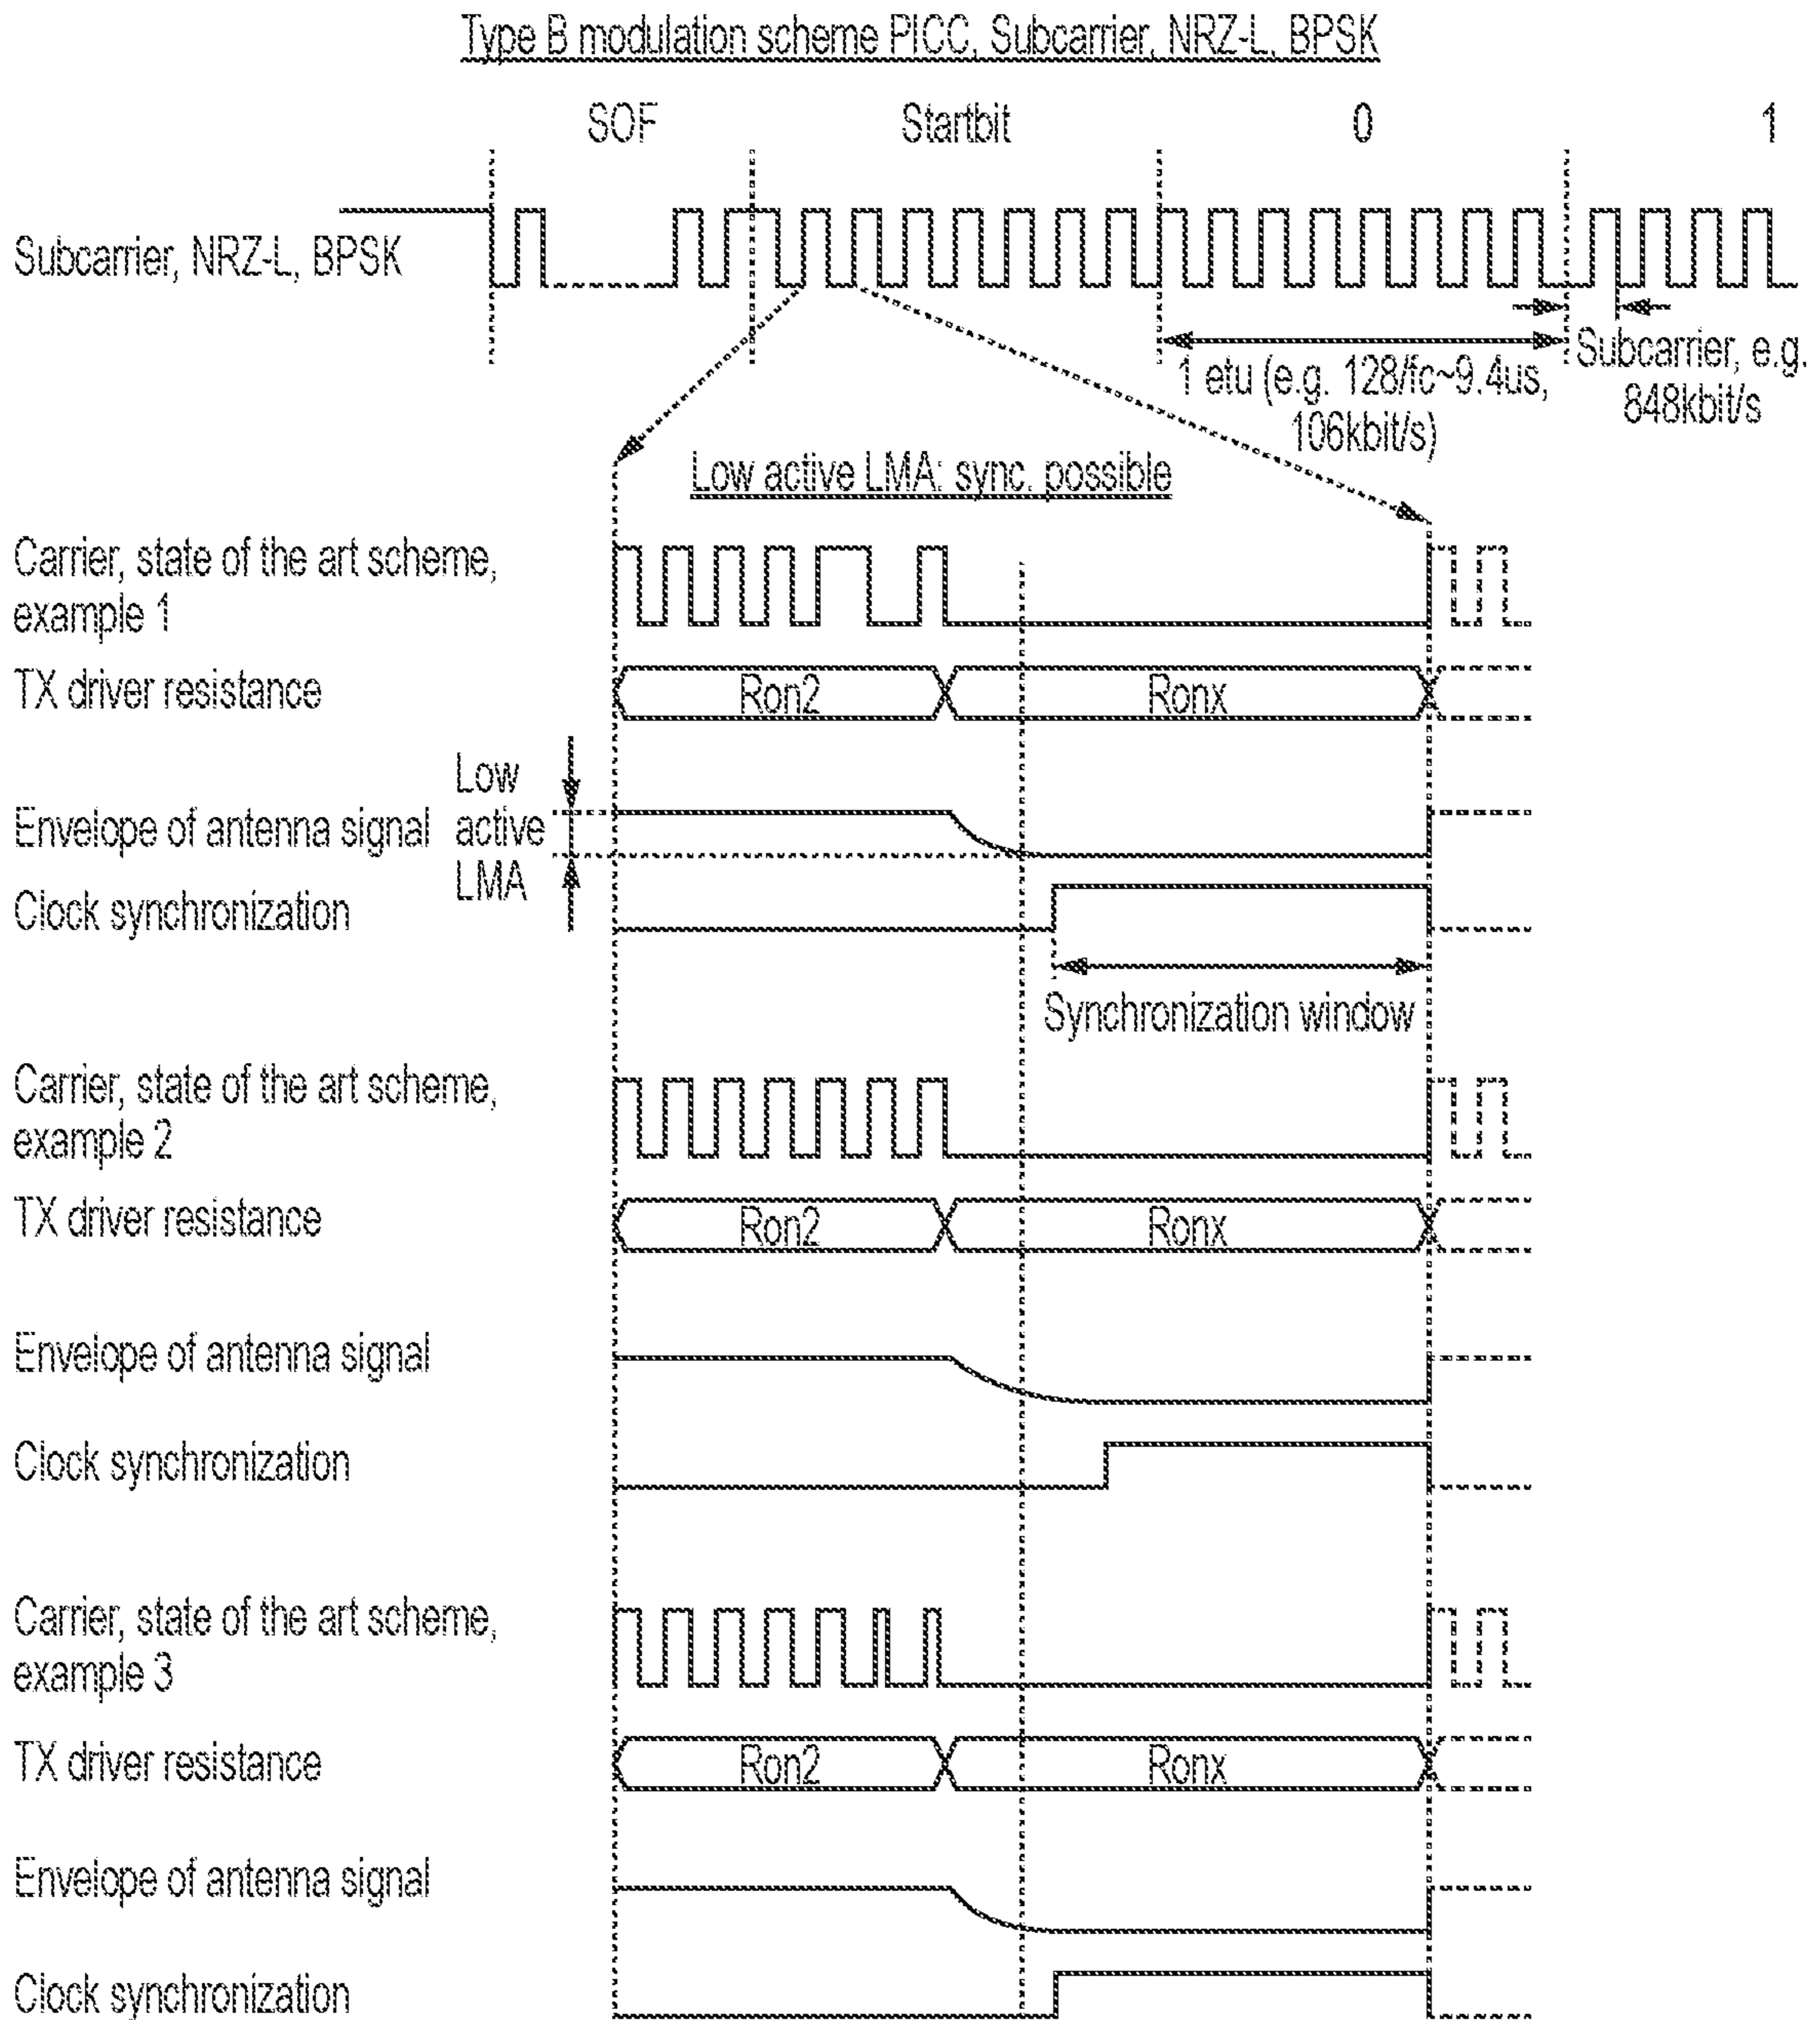 Type B modulation scheme PICC, Subcarrier, NRZ-L, BPSK
SOF
Startbit
0
1
Subcarrier, NRZ-L, BPSK
1 etu (e.g. 128/fc~9.4us,
106kbit/s)
Subcarrier, e.g.
848kbit/s
Low active LMA: sync. possible
Carrier, state of the art scheme,
example 1
TX driver resistance
Ron2
Ronx
Envelope of antenna signal
Low
active
LMA
Clock synchronization
Synchronization window
Carrier, state of the art scheme,
example 2
TX driver resistance
Ron2
Ronx
Envelope of antenna signal
Clock synchronization
Carrier, state of the art scheme,
example 3
TX driver resistance
Ron2
Ronx
Envelope of antenna signal
Clock synchronization